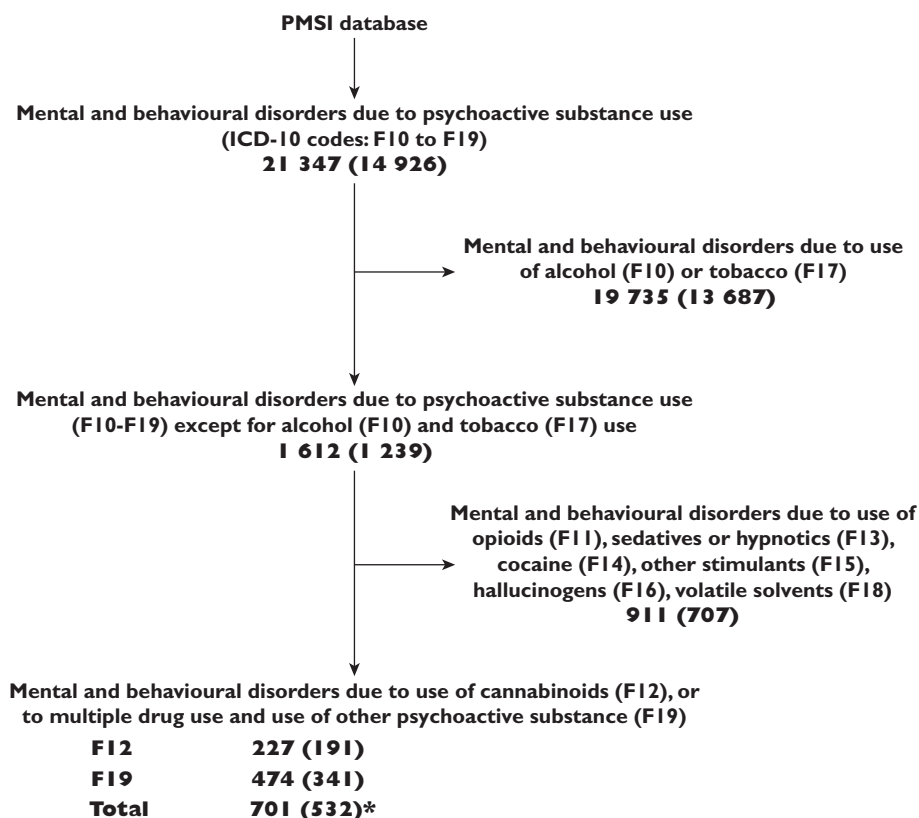 PMSI database
Mental and behavioural disorders due to psychoactive substance use
(ICD-10 codes: F10 to F19)
21 347 (14 926)
Mental and behavioural disorders due to use
of alcohol (F10) or tobacco (F17)
19 735 (13 687)
Mental and behavioural disorders due to psychoactive substance use
(F10-F19) except for alcohol (F10) and tobacco (F17) use
1 612 (1 239)
Mental and behavioural disorders due to use of
opioids (F11), sedatives or hypnotics (F13),
cocaine (F14), other stimulants (F15),
hallucinogens (F16), volatile solvents (F18)
911 (707)
Mental and behavioural disorders due to use of cannabinoids (F12), or
to multiple drug use and use of other psychoactive substance (F19)
F12 227 (191)
F19 474 (341)
Total 701 (532)*